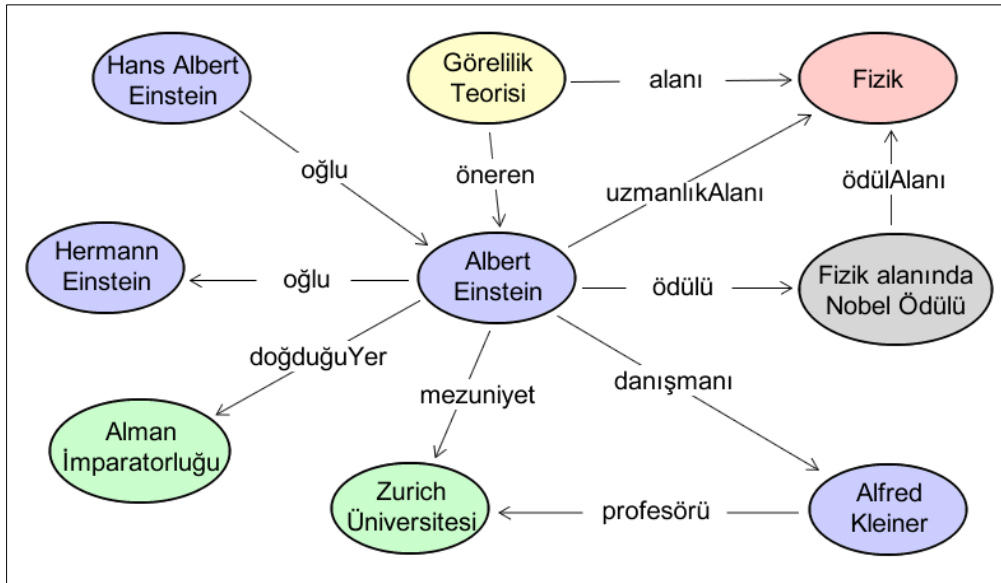 Hans Albert
Einstein
Görelilik
Teorisi
alanı
Fizik
oğlu
öneren
uzmanlıkAlanı
ödülAlanı
Hermann
Einstein
oğlu
Albert
Einstein
ödülü
Fizik alanında
Nobel Ödülü
doğduğuYer
mezuniyet
danışmanı
Alman
İmparatorluğu
Zurich
Üniversitesi
profesörü
Alfred
Kleiner